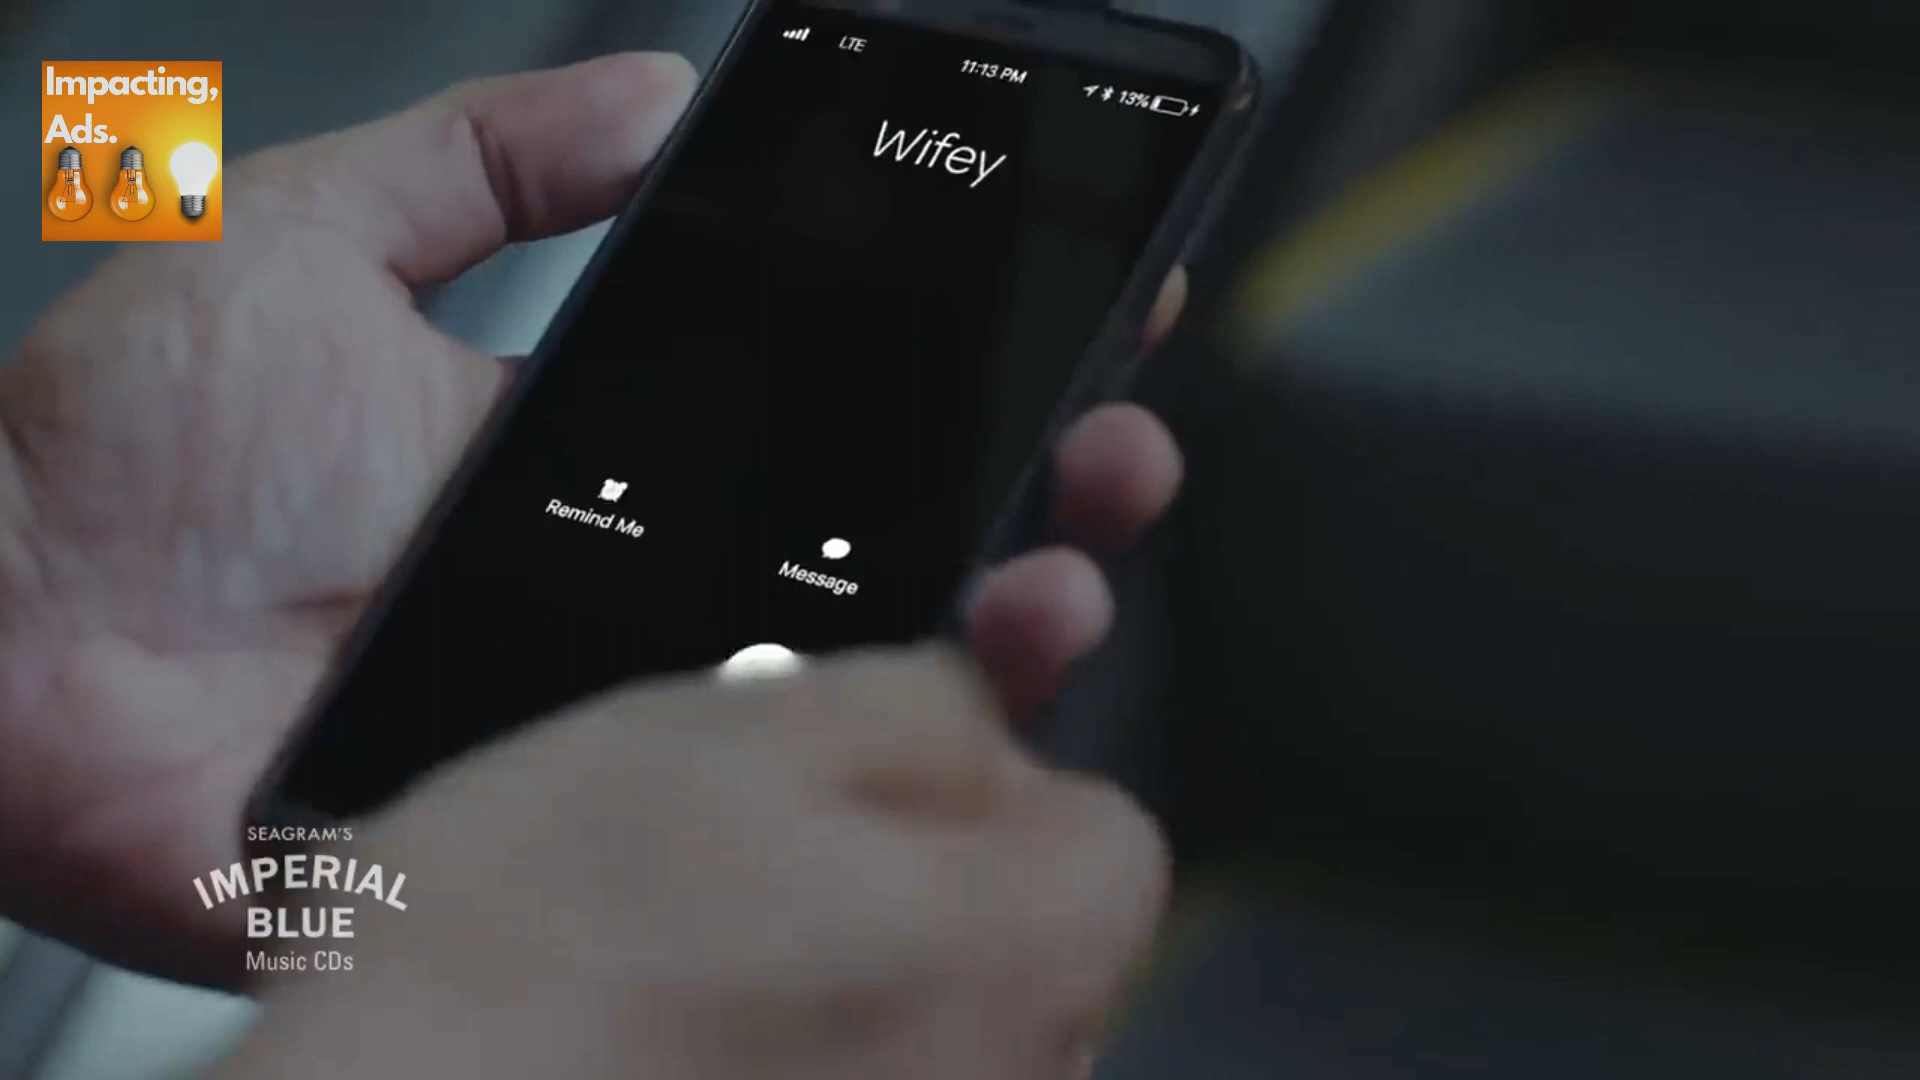 Impacting,
Ads.
LTE
11:13 PM
13%
Wifey
Remind Me
Message
SEAGRAM'S
IMPERIAL
BLUE
Music CDs